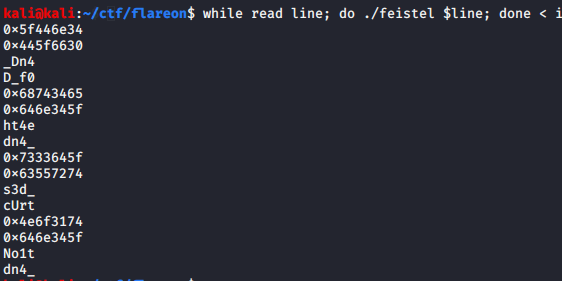 kali@kali:~/ctf/flareon$ while read line; do ./feistel $line; done < i
0×5f446e34
0×445f6630
_Dn4
D_f0
0×68743465
0×646e345f
ht4e
dn4_
0×7333645f
0×63557274
s3d_
cUrt
0×4e6f3174
0×646e345f
No1t
dn4_